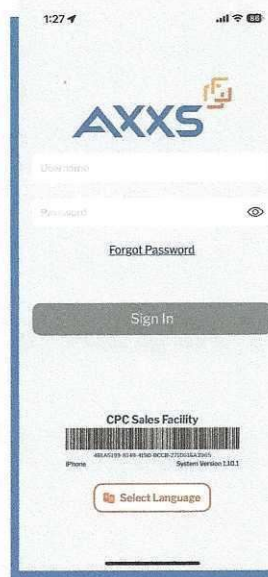 1:27
88
AXXS
Username
Password
Forgot Password
Sign In
CPC Sales Facility
iPhone System Version 1.10.1
Select Language